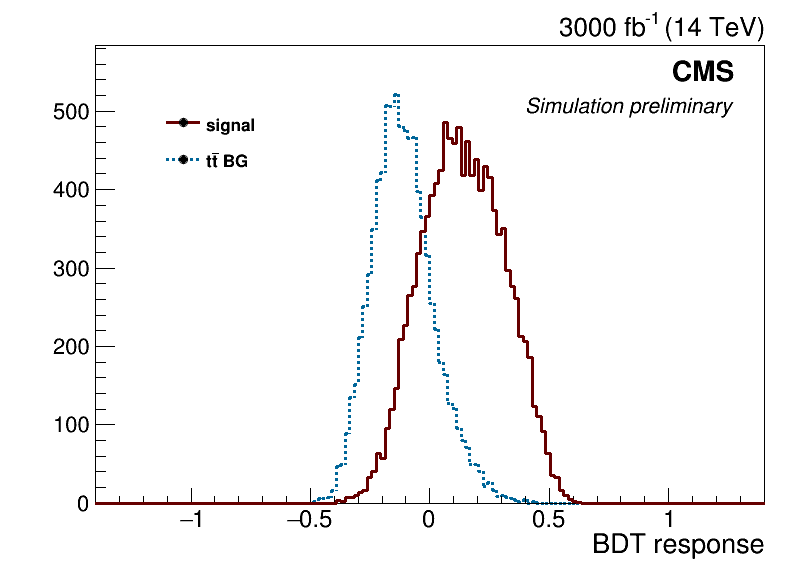 3000 fb⁻¹ (14 TeV)
CMS
Simulation preliminary
signal
tt̄ BG
500
400
300
200
100
0
−1
−0.5
0
0.5
1
BDT response